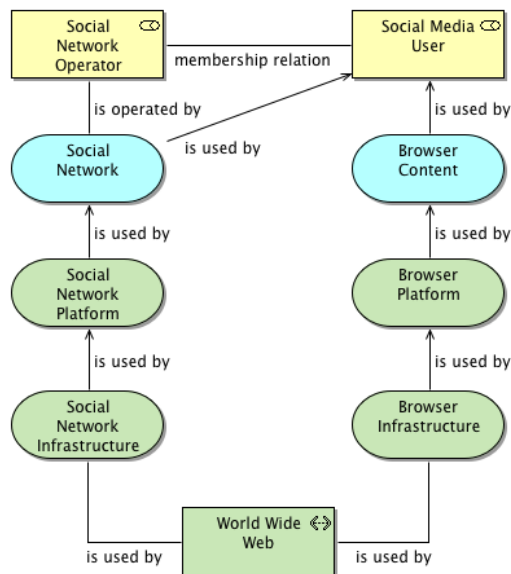 Social
Network
Operator
membership relation
Social Media
User
is operated by
is used by
is used by
Social
Network
Browser
Content
is used by
is used by
Social
Network
Platform
Browser
Platform
is used by
is used by
Social
Network
Infrastructure
Browser
Infrastructure
World Wide
Web
is used by
is used by